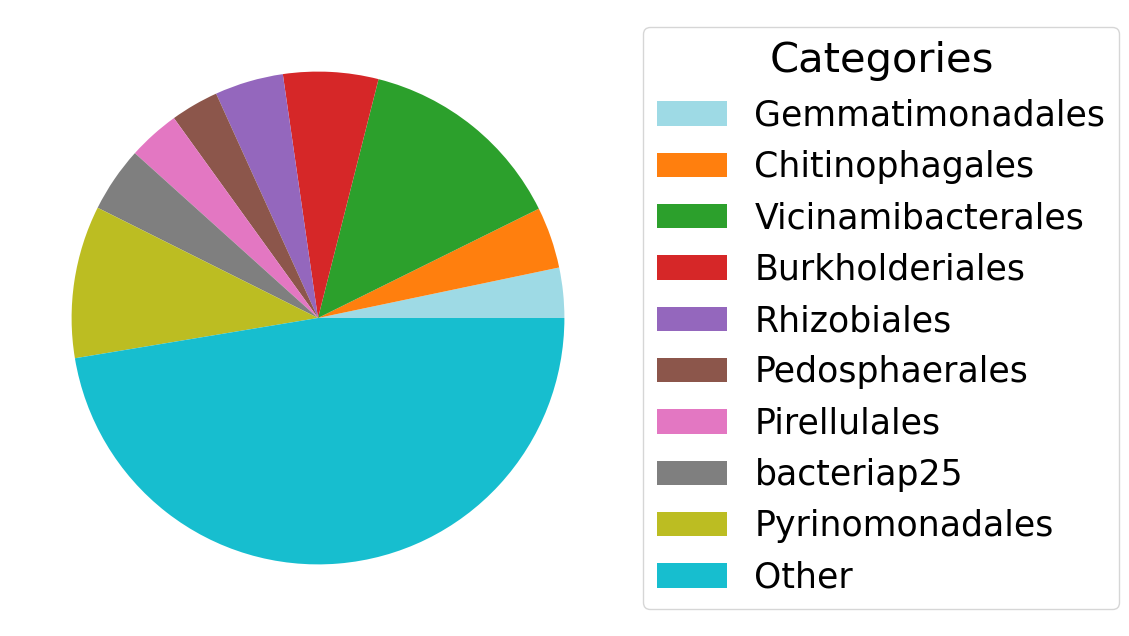 Categories
Gemmatimonadales
Chitinophagales
Vicinamibacterales
Burkholderiales
Rhizobiales
Pedosphaerales
Pirellulales
bacteriap25
Pyrinomonadales
Other